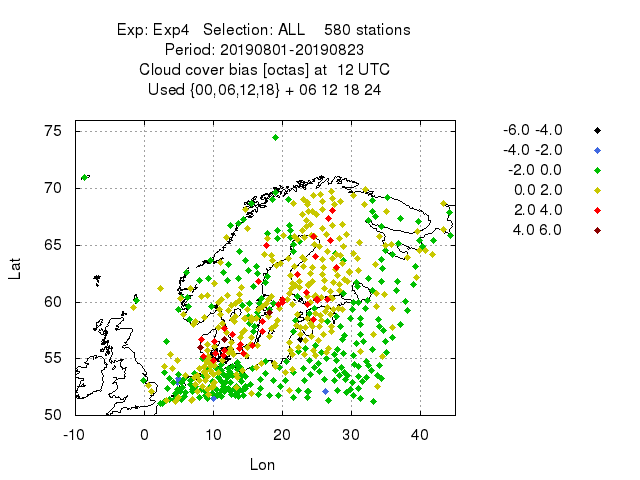 Exp: Exp4 Selection: ALL 580 stations
Period: 20190801-20190823
Cloud cover bias [octas] at 12 UTC
Used {00,06,12,18} + 06 12 18 24
-6.0 -4.0
-4.0 -2.0
-2.0 0.0
0.0 2.0
2.0 4.0
4.0 6.0
75
70
65
60
55
50
Lat
-10 0 10 20 30 40
Lon